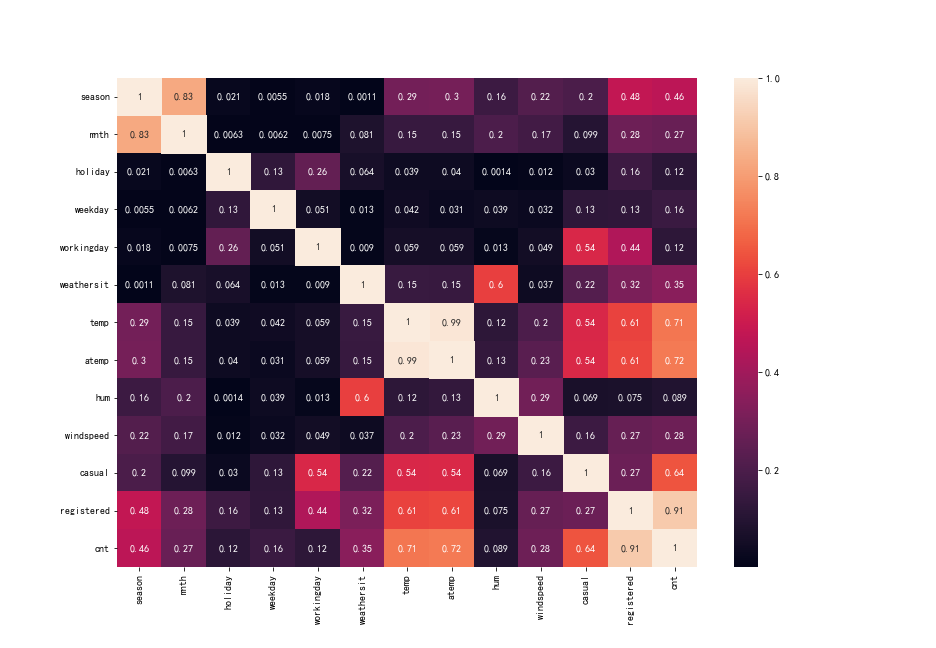 season 1 0.83 0.021 0.0055 0.018 0.0011 0.29 0.3 0.16 0.22 0.2 0.48 0.46
mnth 0.83 1 0.0063 0.0062 0.0075 0.081 0.15 0.15 0.2 0.17 0.099 0.28 0.27
holiday 0.021 0.0063 1 0.13 0.26 0.064 0.039 0.04 0.0014 0.012 0.03 0.16 0.12
weekday 0.0055 0.0062 0.13 1 0.051 0.013 0.042 0.031 0.039 0.032 0.13 0.13 0.16
workingday 0.018 0.0075 0.26 0.051 1 0.009 0.059 0.059 0.013 0.049 0.54 0.44 0.12
weathersit 0.0011 0.081 0.064 0.013 0.009 1 0.15 0.15 0.6 0.037 0.22 0.32 0.35
temp 0.29 0.15 0.039 0.042 0.059 0.15 1 0.99 0.12 0.2 0.54 0.61 0.71
atemp 0.3 0.15 0.04 0.031 0.059 0.15 0.99 1 0.13 0.23 0.54 0.61 0.72
hum 0.16 0.2 0.0014 0.039 0.013 0.6 0.12 0.13 1 0.29 0.069 0.075 0.089
windspeed 0.22 0.17 0.012 0.032 0.049 0.037 0.2 0.23 0.29 1 0.16 0.27 0.28
casual 0.2 0.099 0.03 0.13 0.54 0.22 0.54 0.54 0.069 0.16 1 0.27 0.64
registered 0.48 0.28 0.16 0.13 0.44 0.32 0.61 0.61 0.075 0.27 0.27 1 0.91
cnt 0.46 0.27 0.12 0.16 0.12 0.35 0.71 0.72 0.089 0.28 0.64 0.91 1
season mnth holiday weekday workingday weathersit temp atemp hum windspeed casual registered cnt
1.0
0.8
0.6
0.4
0.2